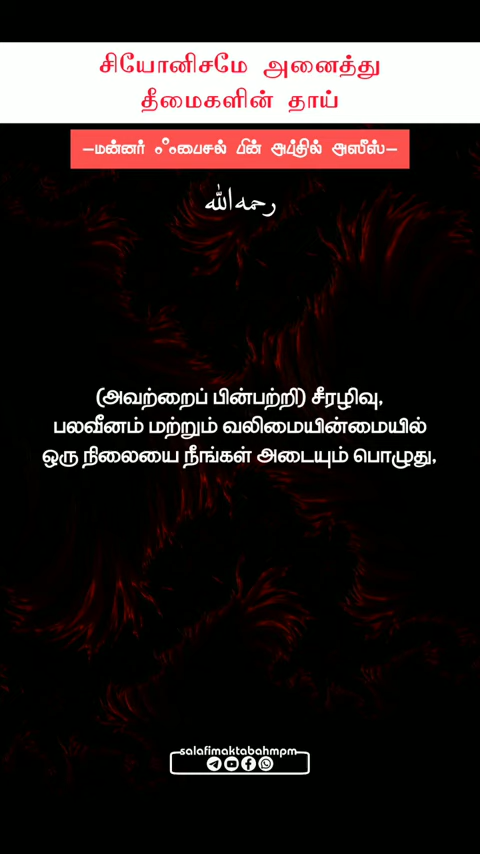 சியோனிசமே அனைத்து
தீமைகளின் தாய்
-மன்னர் ஃபைசல் பின் அப்தில் அஸீஸ்-
رحمه الله
(அவற்றைப் பின்பற்றி) சீரழிவு,
பலவீனம் மற்றும் வலிமையின்மையில்
ஒரு நிலையை நீங்கள் அடையும் பொழுது,
salafimaktabahmpm